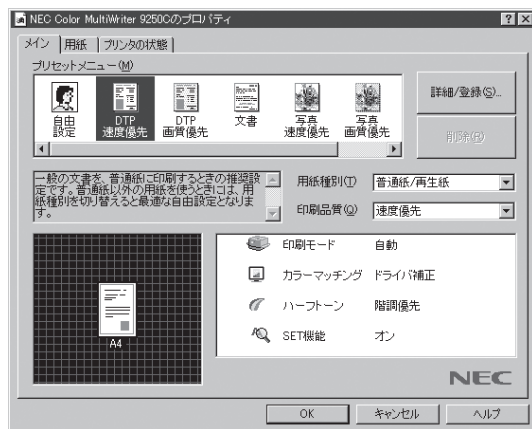 NEC Color MultiWriter 9250Cのプロパティ
メイン 用紙 プリンタの状態
プリセットメニュー(M)
自由設定
DTP速度優先
DTP画質優先
文書
写真速度優先
写真画質優先
詳細/登録(S)...
削除(R)
一般の文書を、普通紙に印刷するときの推奨設
定です。普通紙以外の用紙を使うときには、用
紙種別を切り替えると最適な自由設定となりま
す。
用紙種別(T) 普通紙/再生紙
印刷品質(Q) 速度優先
A4
印刷モード 自動
カラーマッチング ドライバ補正
ハーフトーン 階調優先
SET機能 オン
NEC
OK キャンセル ヘルプ